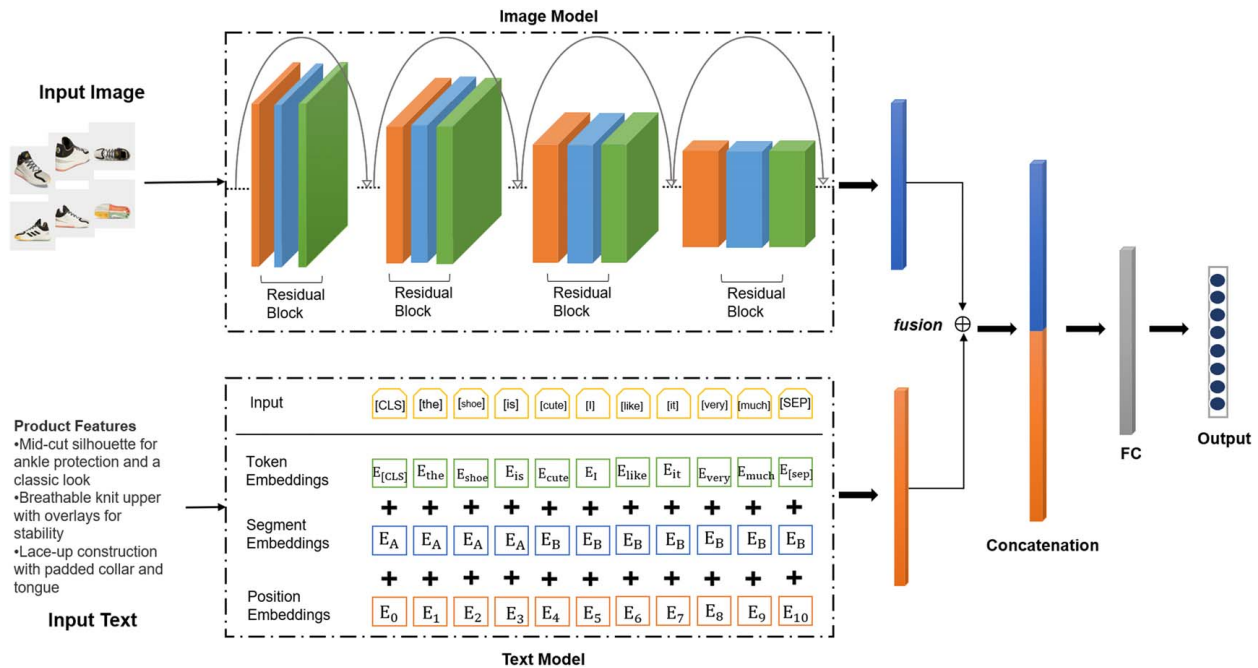 Image Model
Input Image
Residual
Block
Residual
Block
Residual
Block
Residual
Block
fusion
Concatenation
FC
Output
Product Features
•Mid-cut silhouette for
ankle protection and a
classic look
•Breathable knit upper
with overlays for
stability
•Lace-up construction
with padded collar and
tongue
Input Text
Input [CLS] [the] [shoe] [is] [cute] [I] [like] [it] [very] [much] [SEP]
Token
Embeddings
E[CLS] Ethe Eshoe Eis Ecute EI Elike Eit Every Emuch E[sep]
+ + + + + + + + + + +
Segment
Embeddings
EA EA EA EA EB EB EB EB EB EB EB
+ + + + + + + + + + +
Position
Embeddings
E0 E1 E2 E3 E4 E5 E6 E7 E8 E9 E10
Text Model